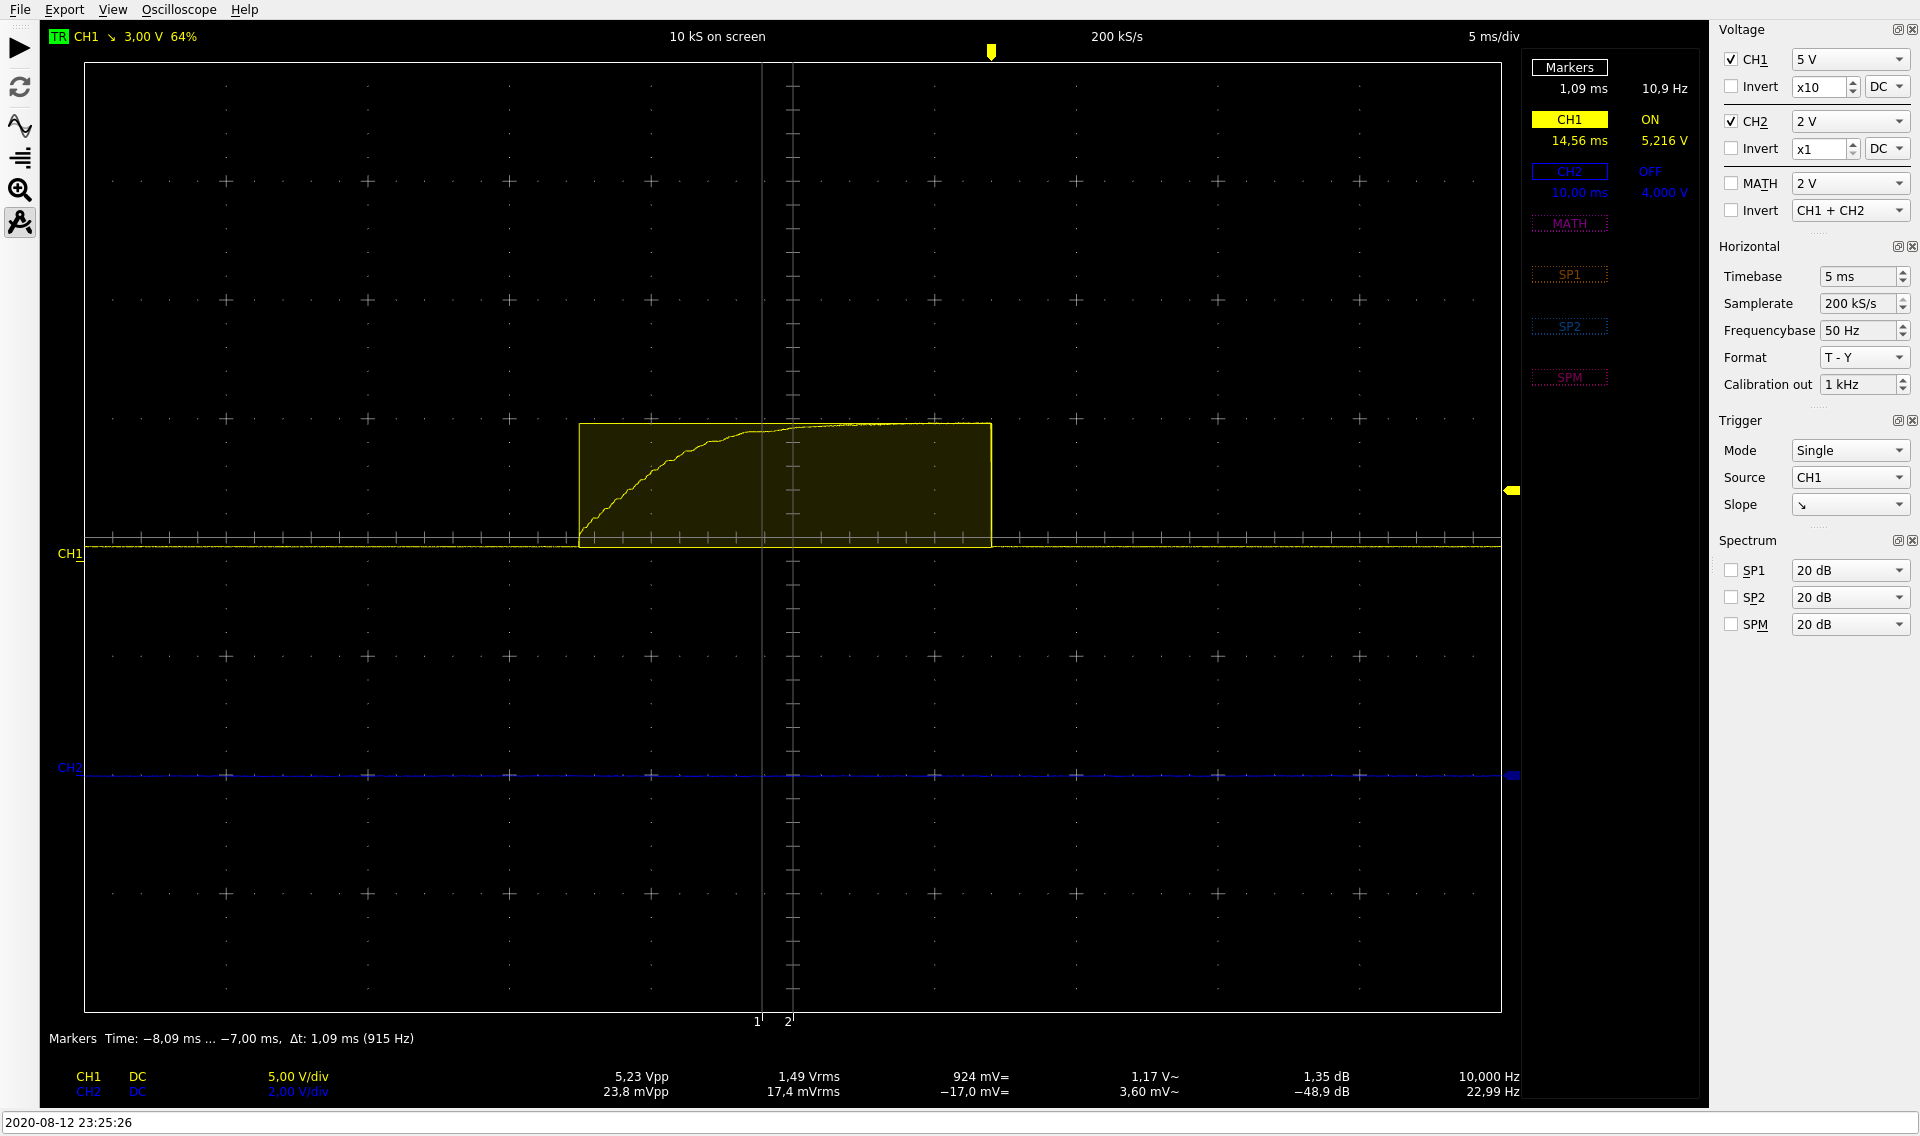 File Export View Oscilloscope Help
TR CH1 ↘ 3,00 V 64% 10 kS on screen 200 kS/s 5 ms/div
Markers
1,09 ms 10,9 Hz
CH1 ON
14,56 ms 5,216 V
CH2 OFF
10,00 ms 4,000 V
MATH
SP1
SP2
SPM
CH1
CH2
1 2
Markers Time: −8,09 ms ... −7,00 ms, Δt: 1,09 ms (915 Hz)
CH1 DC 5,00 V/div 5,23 Vpp 1,49 Vrms 924 mV= 1,17 V~ 1,35 dB 10,000 Hz
CH2 DC 2,00 V/div 23,8 mVpp 17,4 mVrms −17,0 mV= 3,60 mV~ −48,9 dB 22,99 Hz
Voltage
CH1 5 V
Invert x10 DC
CH2 2 V
Invert x1 DC
MATH 2 V
Invert CH1 + CH2
Horizontal
Timebase 5 ms
Samplerate 200 kS/s
Frequencybase 50 Hz
Format T - Y
Calibration out 1 kHz
Trigger
Mode Single
Source CH1
Slope ↘
Spectrum
SP1 20 dB
SP2 20 dB
SPM 20 dB
2020-08-12 23:25:26